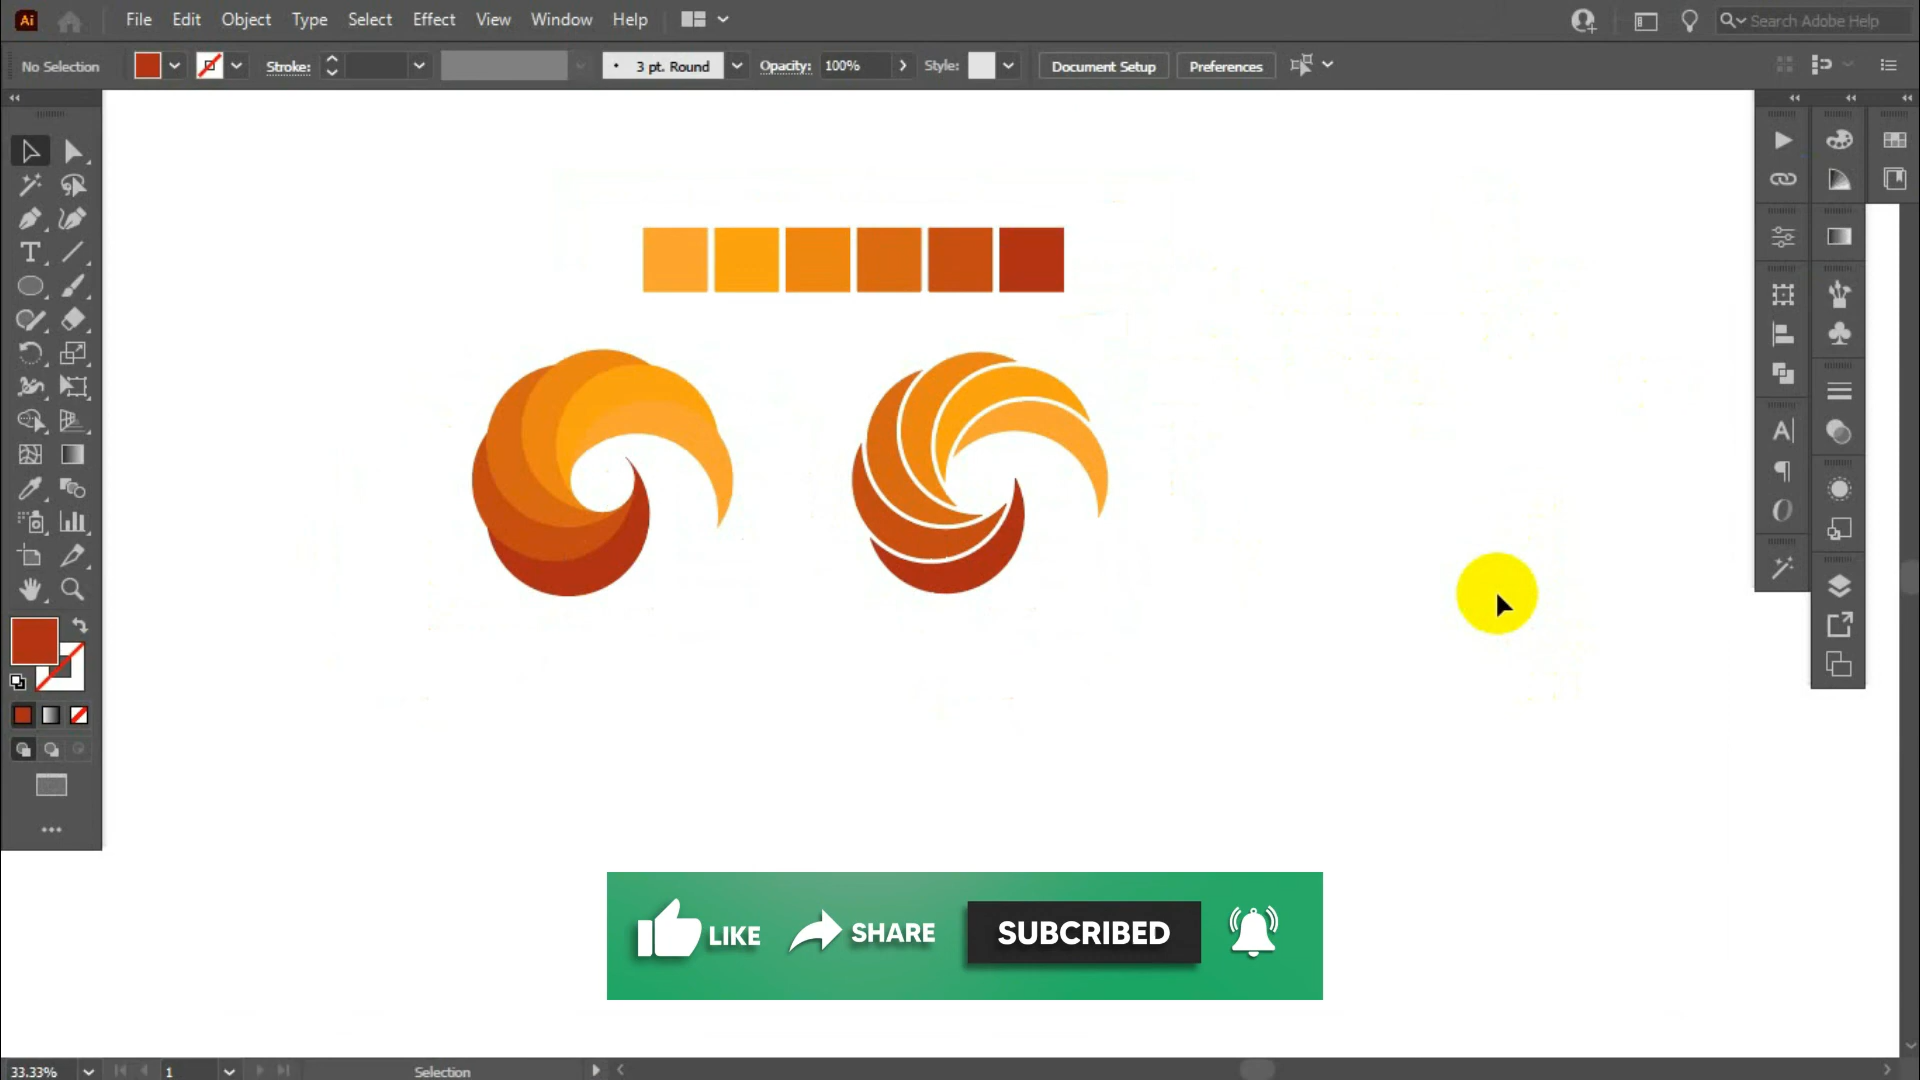 Ai
File Edit Object Type Select Effect View Window Help
Search Adobe Help
No Selection
Stroke:
3 pt. Round
Opacity: 100%
Style:
Document Setup
Preferences
LIKE
SHARE
SUBCRIBED
33.33%
1
Selection